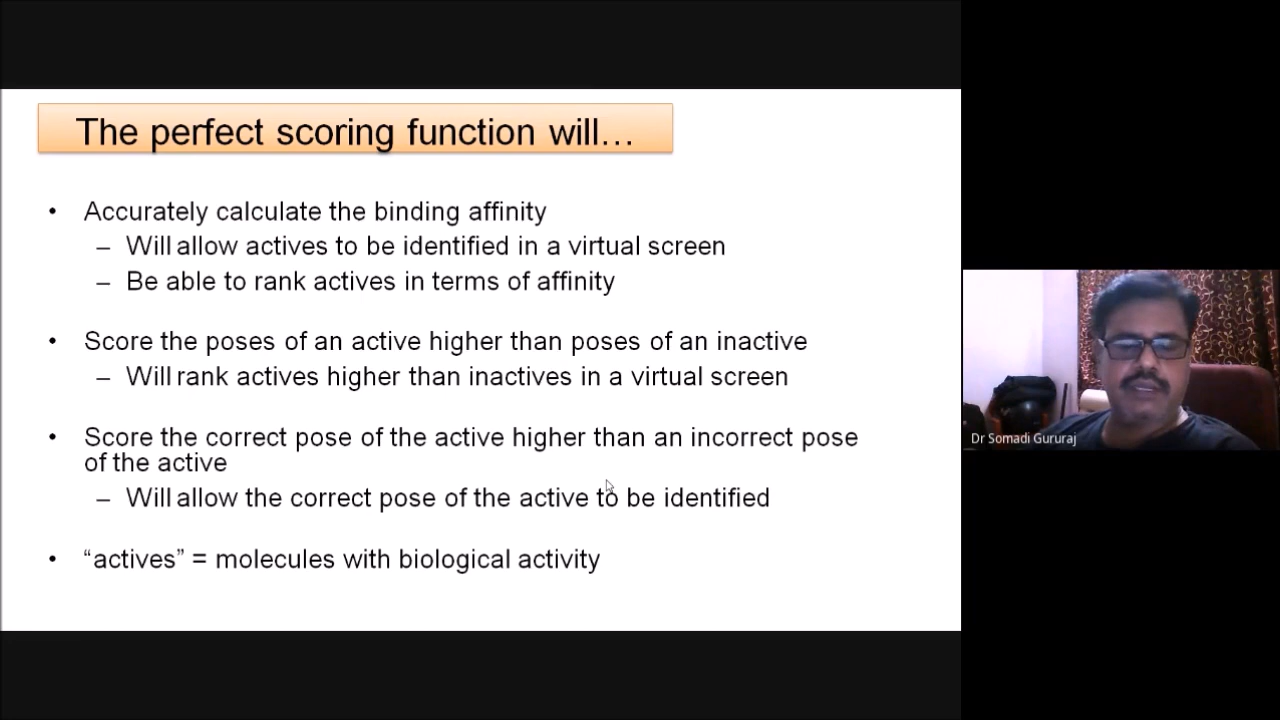 The perfect scoring function will…
• Accurately calculate the binding affinity
– Will allow actives to be identified in a virtual screen
– Be able to rank actives in terms of affinity
• Score the poses of an active higher than poses of an inactive
– Will rank actives higher than inactives in a virtual screen
• Score the correct pose of the active higher than an incorrect pose
of the active
– Will allow the correct pose of the active to be identified
• “actives” = molecules with biological activity
Dr Somadi Gururaj